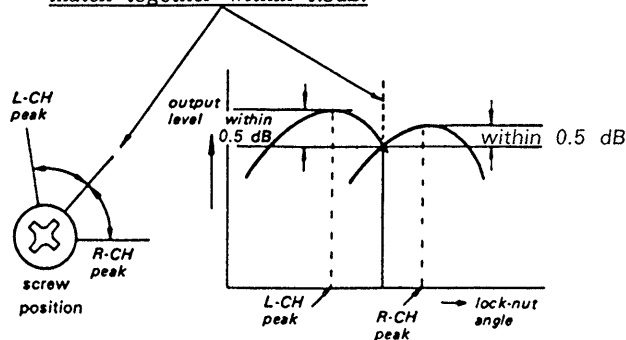 match together within 0.5dB.
L-CH
peak
output
level
within
0.5 dB
within 0.5 dB
R-CH
peak
screw
position
L-CH
peak
R-CH
peak
lock-nut
angle